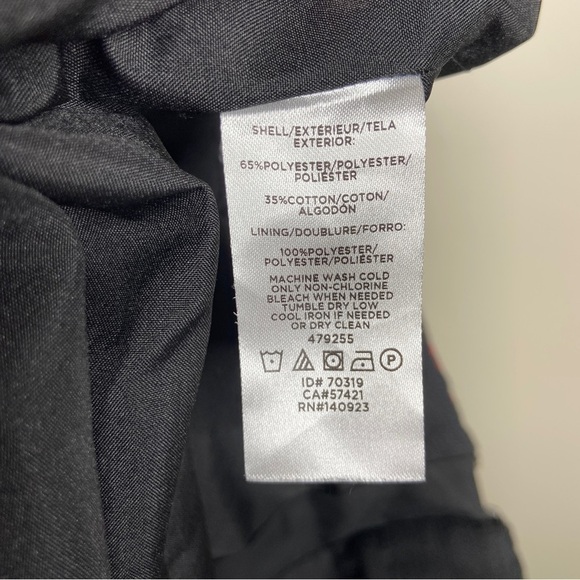 SHELL/EXTÉRIEUR/TELA
EXTERIOR:
65%POLYESTER/POLYESTER/
POLIÉSTER
35%COTTON/COTON/
ALGODÓN
LINING/DOUBLURE/FORRO:
100%POLYESTER/
POLYESTER/POLIÉSTER
MACHINE WASH COLD
ONLY NON-CHLORINE
BLEACH WHEN NEEDED
TUMBLE DRY LOW
COOL IRON IF NEEDED
OR DRY CLEAN
479255
P
ID# 70319
CA#57421
RN#140923